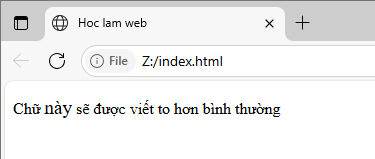 Hoc lam web
File Z:/index.html
Chữ này sẽ được viết to hơn bình thường